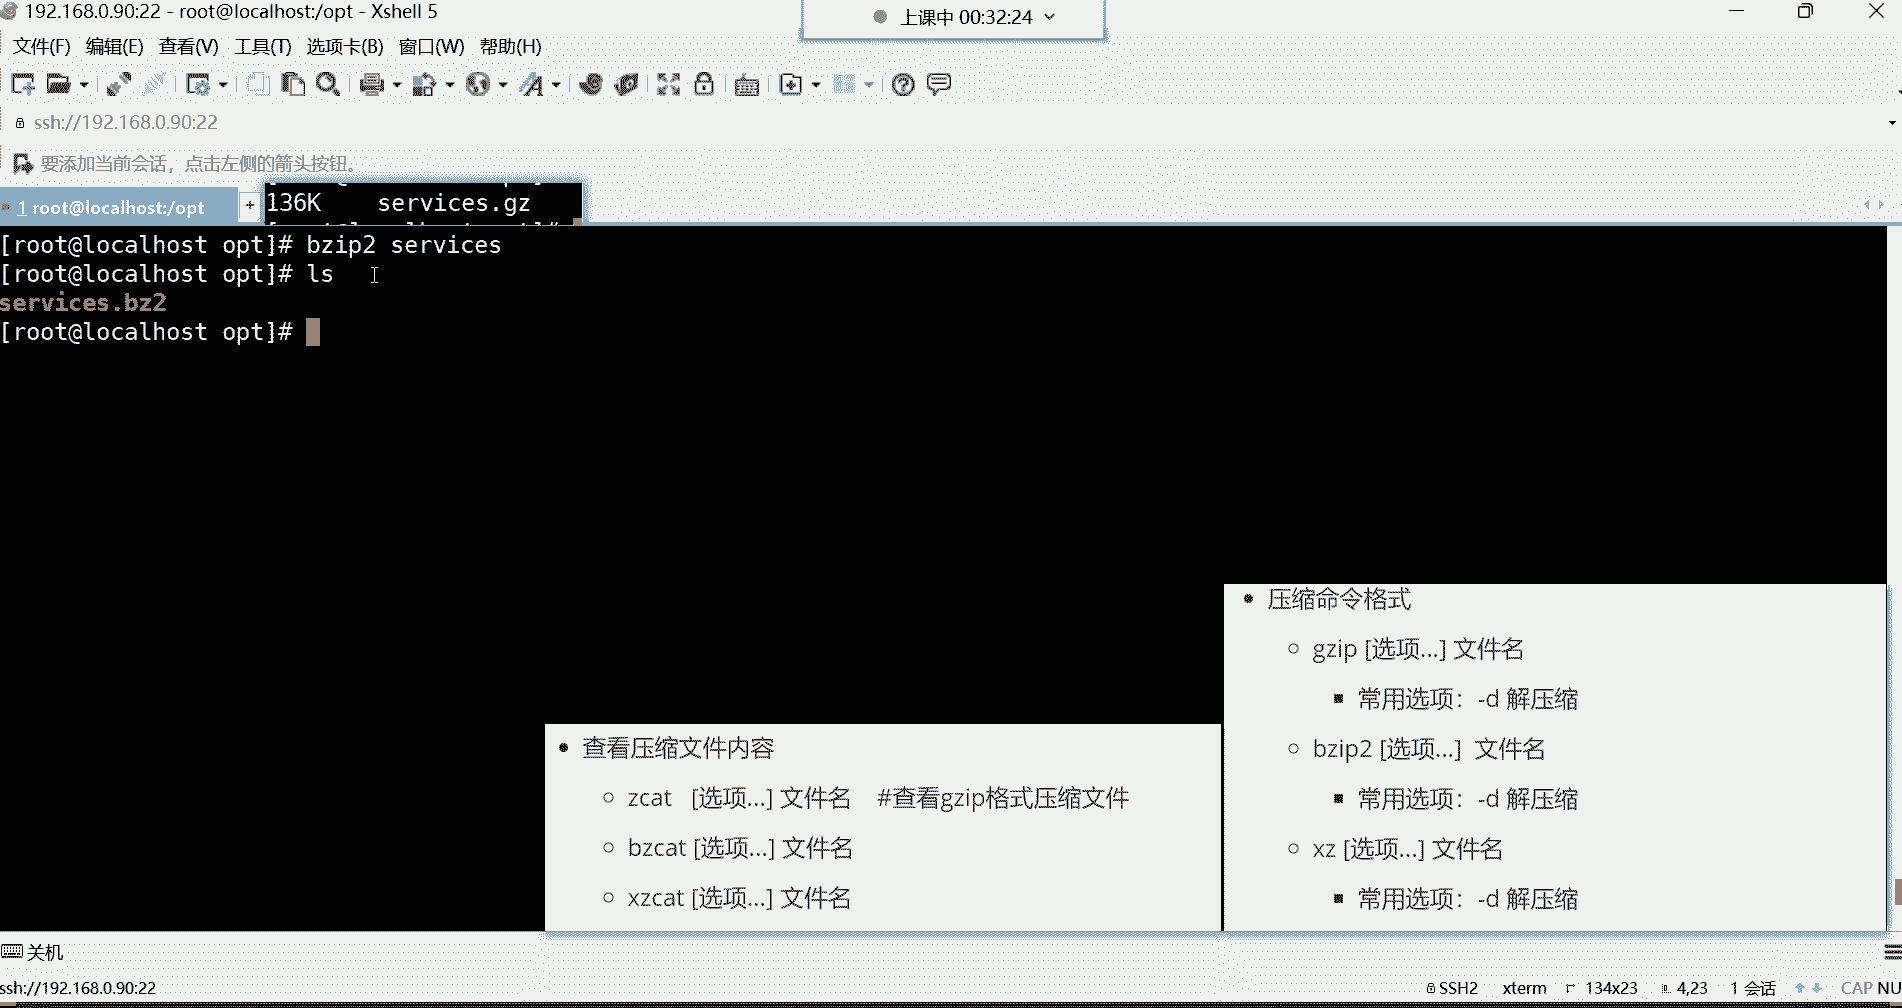 192.168.0.90:22 - root@localhost:/opt - Xshell 5
上课中 00:32:24
文件(F) 编辑(E) 查看(V) 工具(T) 选项卡(B) 窗口(W) 帮助(H)
ssh://192.168.0.90:22
要添加当前会话，点击左侧的箭头按钮。
1 root@localhost:/opt
+
136K services.gz
[root@localhost opt]# bzip2 services
[root@localhost opt]# ls
services.bz2
[root@localhost opt]#
• 查看压缩文件内容
○ zcat [选项...] 文件名 #查看gzip格式压缩文件
○ bzcat [选项...] 文件名
○ xzcat [选项...] 文件名
• 压缩命令格式
○ gzip [选项...] 文件名
▪ 常用选项：-d 解压缩
○ bzip2 [选项...] 文件名
▪ 常用选项：-d 解压缩
○ xz [选项...] 文件名
▪ 常用选项：-d 解压缩
关机
ssh://192.168.0.90:22
SSH2 xterm 134x23 4,23 1 会话 CAP NU